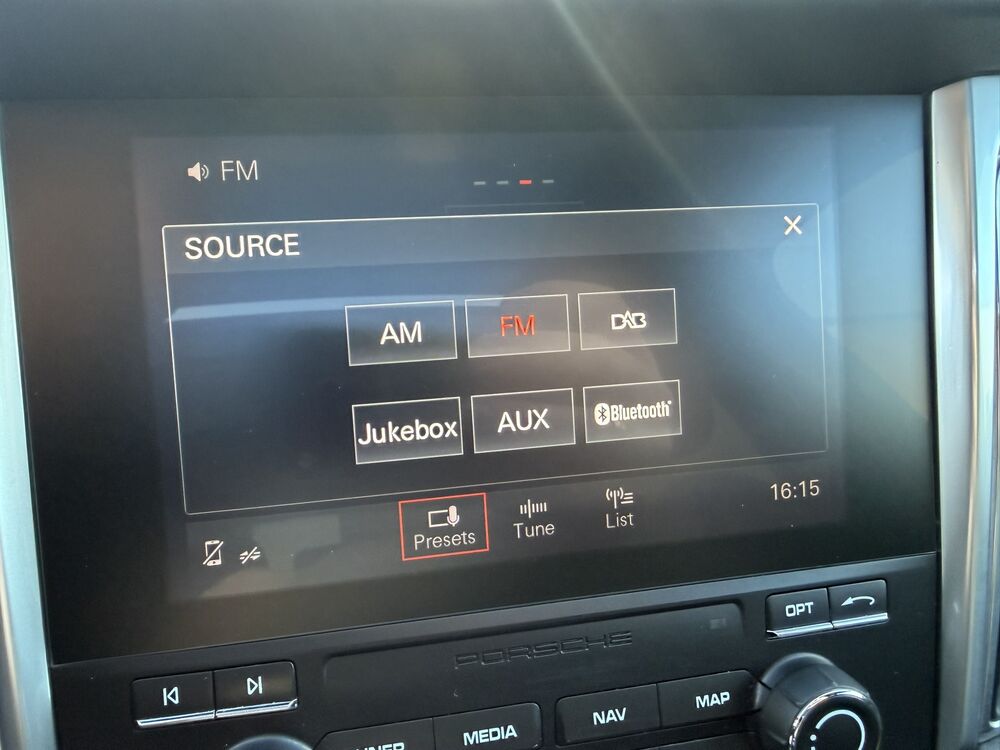 FM
SOURCE
AM
FM
DAB
Jukebox
AUX
Bluetooth
Presets
Tune
List
16:15
OPT
PORSCHE
MEDIA
NAV
MAP